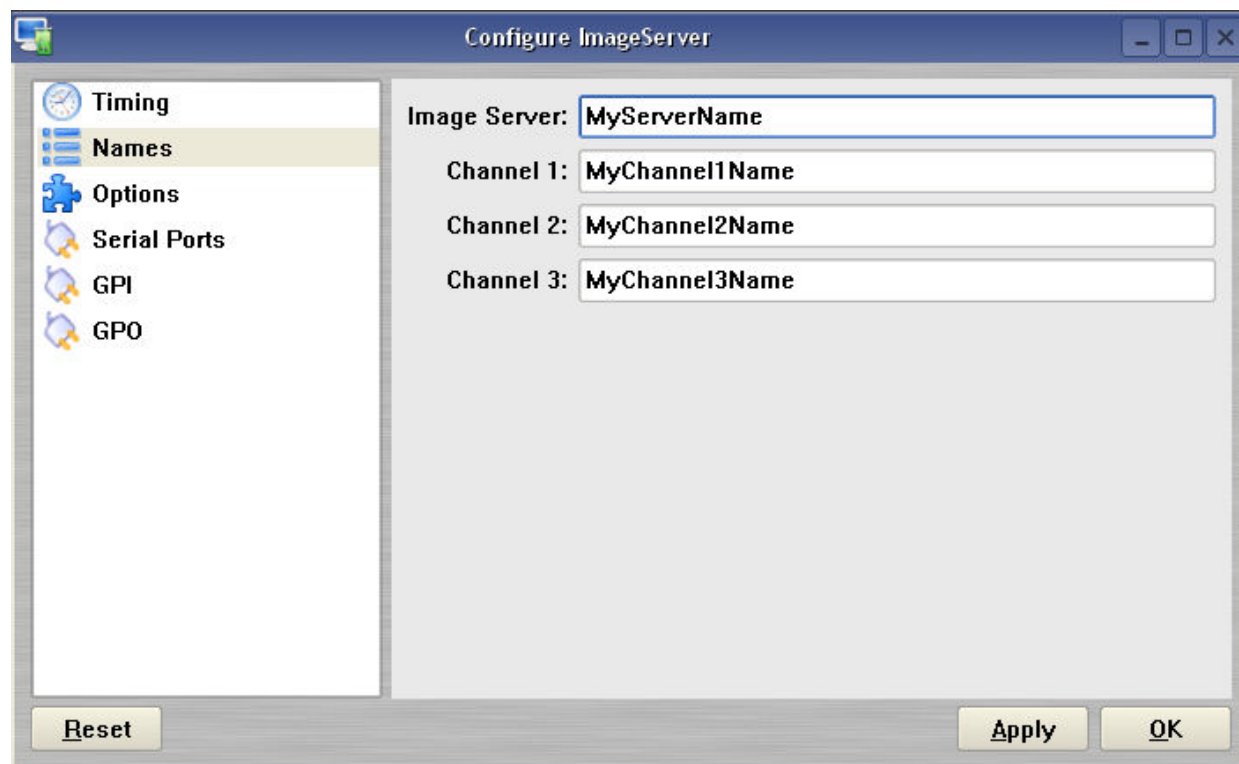 Configure ImageServer
Timing
Names
Options
Serial Ports
GPI
GPO
Image Server: MyServerName
Channel 1: MyChannel1Name
Channel 2: MyChannel2Name
Channel 3: MyChannel3Name
Reset
Apply
OK